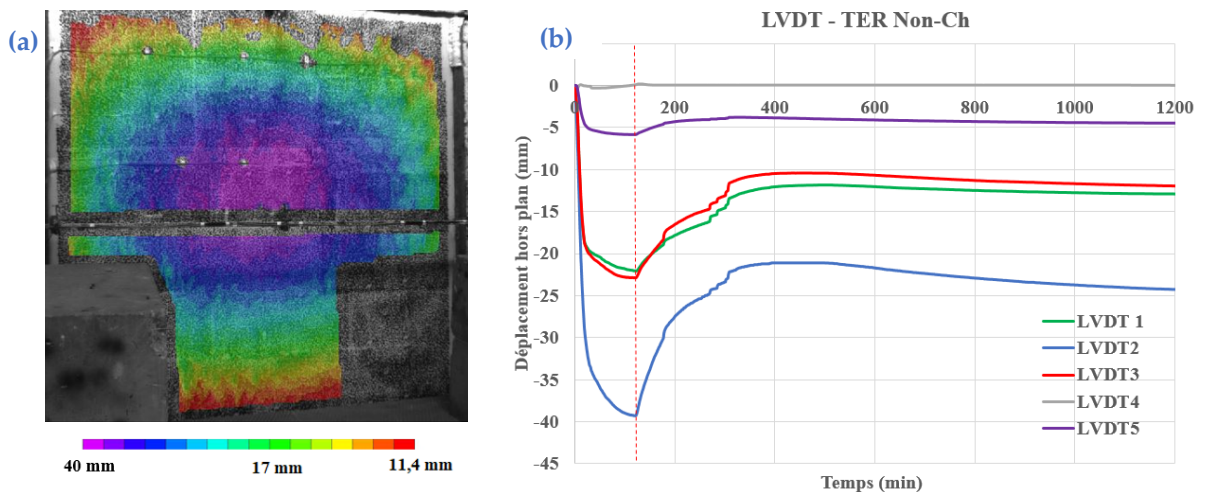 (a)
40 mm
17 mm
11,4 mm
(b)
LVDT - TER Non-Ch
Déplacement hors plan (mm)
0
-5
-10
-15
-20
-25
-30
-35
-40
-45
0
200
400
600
800
1000
1200
Temps (min)
LVDT 1
LVDT2
LVDT3
LVDT4
LVDT5